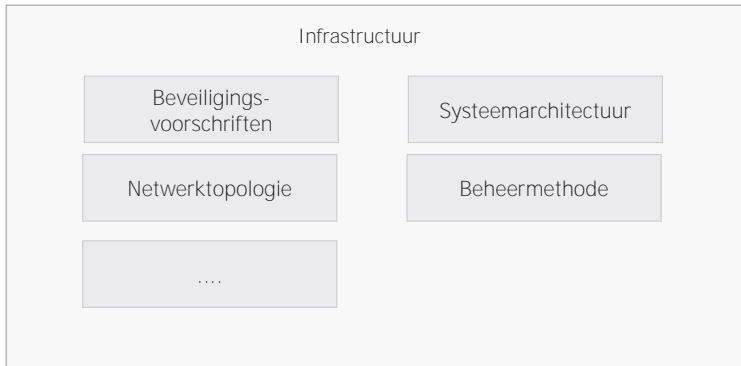 Infrastructuur
Beveiligings-
voorschriften
Systeemarchitectuur
Netwerktopologie
Beheermethode
....